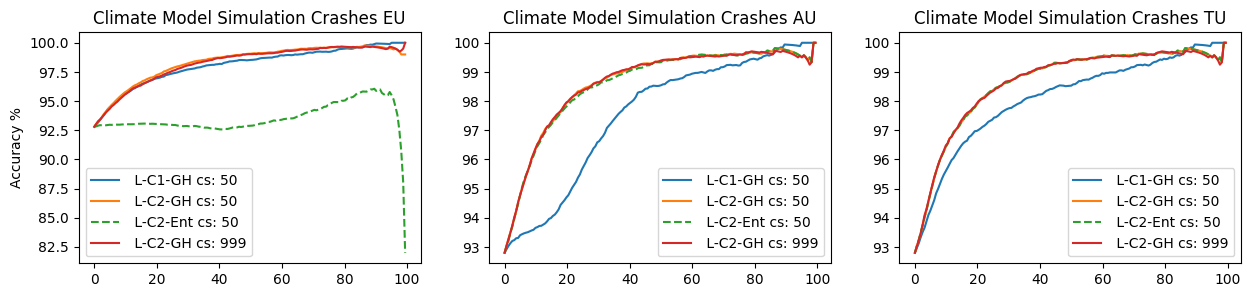 Climate Model Simulation Crashes EU
Accuracy %
100.0
97.5
95.0
92.5
90.0
87.5
85.0
82.5
L-C1-GH cs: 50
L-C2-GH cs: 50
L-C2-Ent cs: 50
L-C2-GH cs: 999
0 20 40 60 80 100
Climate Model Simulation Crashes AU
100
99
98
97
96
95
94
93
L-C1-GH cs: 50
L-C2-GH cs: 50
L-C2-Ent cs: 50
L-C2-GH cs: 999
0 20 40 60 80 100
Climate Model Simulation Crashes TU
100
99
98
97
96
95
94
93
L-C1-GH cs: 50
L-C2-GH cs: 50
L-C2-Ent cs: 50
L-C2-GH cs: 999
0 20 40 60 80 100